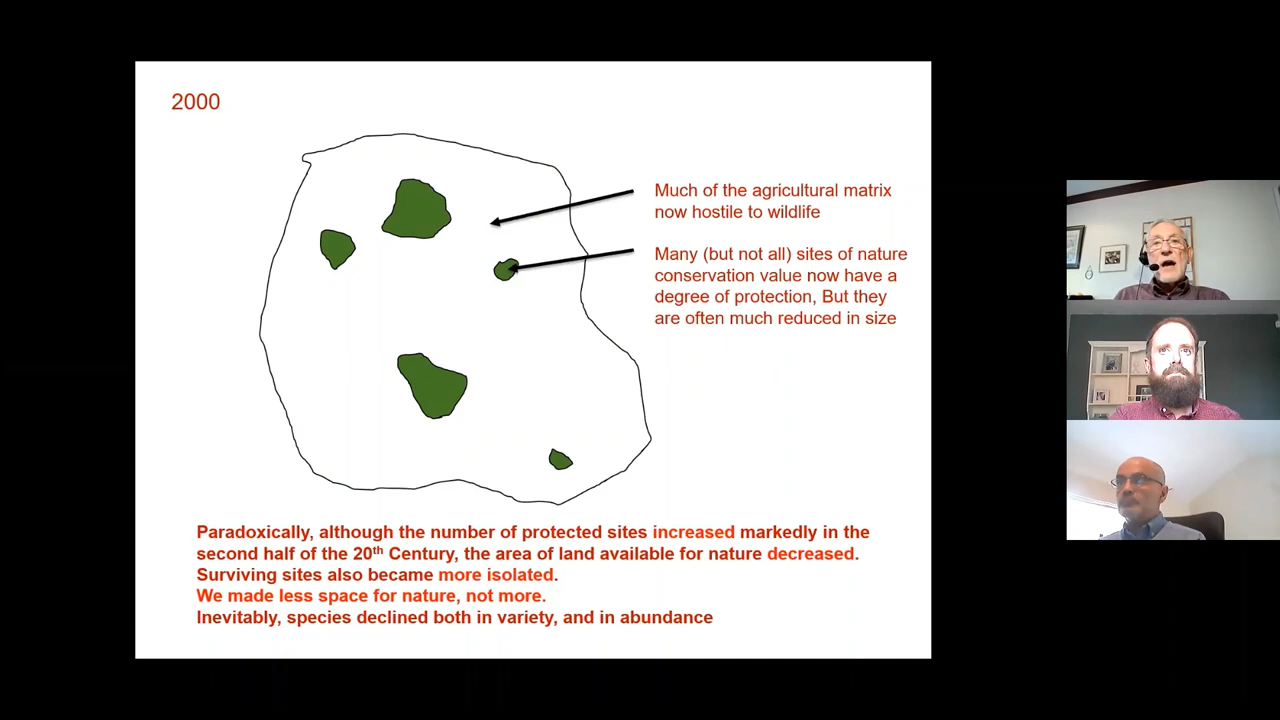 2000
Much of the agricultural matrix
now hostile to wildlife
Many (but not all) sites of nature
conservation value now have a
degree of protection, But they
are often much reduced in size
Paradoxically, although the number of protected sites increased markedly in the
second half of the 20th Century, the area of land available for nature decreased.
Surviving sites also became more isolated.
We made less space for nature, not more.
Inevitably, species declined both in variety, and in abundance